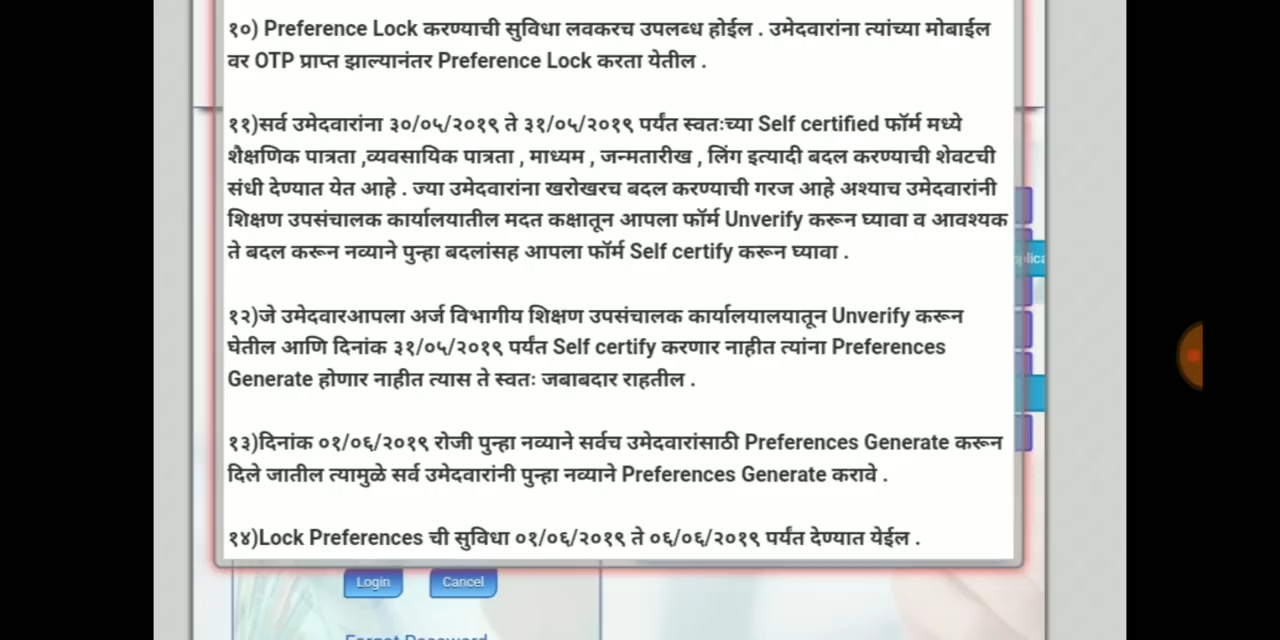 १०) Preference Lock करण्याची सुविधा लवकरच उपलब्ध होईल . उमेदवारांना त्यांच्या मोबाईल
वर OTP प्राप्त झाल्यानंतर Preference Lock करता येतील .
११)सर्व उमेदवारांना ३०/०५/२०१९ ते ३१/०५/२०१९ पर्यंत स्वतःच्या Self certified फॉर्म मध्ये
शैक्षणिक पात्रता ,व्यवसायिक पात्रता , माध्यम , जन्मतारीख , लिंग इत्यादी बदल करण्याची शेवटची
संधी देण्यात येत आहे . ज्या उमेदवारांना खरोखरच बदल करण्याची गरज आहे अश्याच उमेदवारांनी
शिक्षण उपसंचालक कार्यालयातील मदत कक्षातून आपला फॉर्म Unverify करून घ्यावा व आवश्यक
ते बदल करून नव्याने पुन्हा बदलांसह आपला फॉर्म Self certify करून घ्यावा .
१२)जे उमेदवारआपला अर्ज विभागीय शिक्षण उपसंचालक कार्यालयालयातून Unverify करून
घेतील आणि दिनांक ३१/०५/२०१९ पर्यंत Self certify करणार नाहीत त्यांना Preferences
Generate होणार नाहीत त्यास ते स्वतः जबाबदार राहतील .
१३)दिनांक ०१/०६/२०१९ रोजी पुन्हा नव्याने सर्वच उमेदवारांसाठी Preferences Generate करून
दिले जातील त्यामुळे सर्व उमेदवारांनी पुन्हा नव्याने Preferences Generate करावे .
१४)Lock Preferences ची सुविधा ०१/०६/२०१९ ते ०६/०६/२०१९ पर्यंत देण्यात येईल .
Login Cancel
Forgot Password